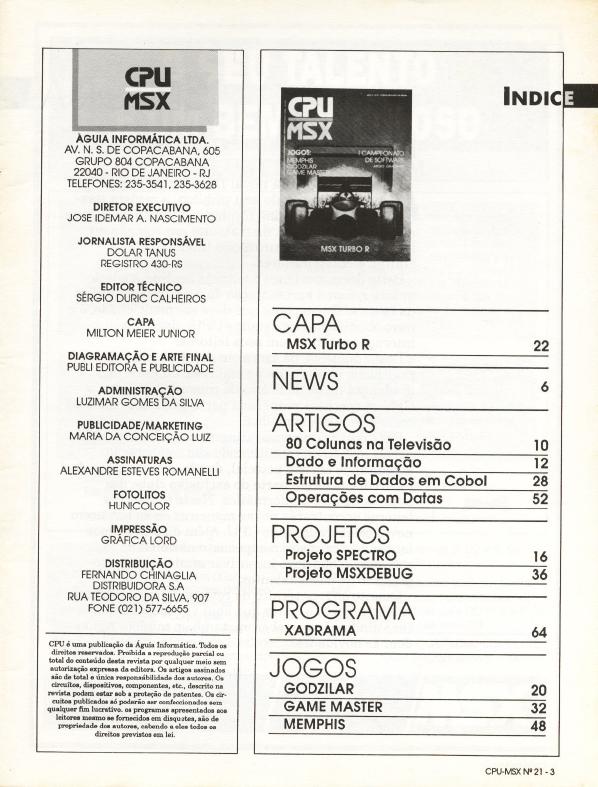 CPU
MSX
ÁGUIA INFORMÁTICA LTDA.
AV. N. S. DE COPACABANA, 605
GRUPO 804 COPACABANA
22040 - RIO DE JANEIRO - RJ
TELEFONES: 235-3541, 235-3628
DIRETOR EXECUTIVO
JOSE IDEMAR A. NASCIMENTO
JORNALISTA RESPONSÁVEL
DOLAR TANUS
REGISTRO 430-RS
EDITOR TÉCNICO
SÉRGIO DURIC CALHEIROS
CAPA
MILTON MEIER JUNIOR
DIAGRAMAÇÃO E ARTE FINAL
PUBLI EDITORA E PUBLICIDADE
ADMINISTRAÇÃO
LUZIMAR GOMES DA SILVA
PUBLICIDADE/MARKETING
MARIA DA CONCEIÇÃO LUIZ
ASSINATURAS
ALEXANDRE ESTEVES ROMANELLI
FOTOLITOS
HUNICOLOR
IMPRESSÃO
GRÁFICA LORD
DISTRIBUIÇÃO
FERNANDO CHINAGLIA
DISTRIBUIDORA S.A
RUA TEODORO DA SILVA, 907
FONE (021) 577-6655
CPU é uma publicação da Águia Informática. Todos os
direitos reservados. Proibida a reprodução parcial ou
total do conteúdo desta revista por qualquer meio sem
autorização expressa da editora. Os artigos assinados
são de total e única responsabilidade dos autores. Os
circuitos, dispositivos, componentes, etc., descrito na
revista podem estar sob a proteção de patentes. Os cir-
cuitos publicados só poderão ser confeccionados sem
qualquer fim lucrativo. os programas apresentados aos
leitores mesmo se fornecidos em disquetes, são de
propriedade dos autores, cabendo a eles todos os
direitos previstos em lei.
INDICE
CPU
MSX
JOGOS:
MEMPHIS
GODZILAR
GAME MASTER
I CAMPEONATO
DE SOFTWARE
MSX TURBO R
CAPA
MSX Turbo R 22
NEWS 6
ARTIGOS
80 Colunas na Televisão 10
Dado e Informação 12
Estrutura de Dados em Cobol 28
Operações com Datas 52
PROJETOS
Projeto SPECTRO 16
Projeto MSXDEBUG 36
PROGRAMA
XADRAMA 64
JOGOS
GODZILAR 20
GAME MASTER 32
MEMPHIS 48
CPU-MSX Nº 21 - 3